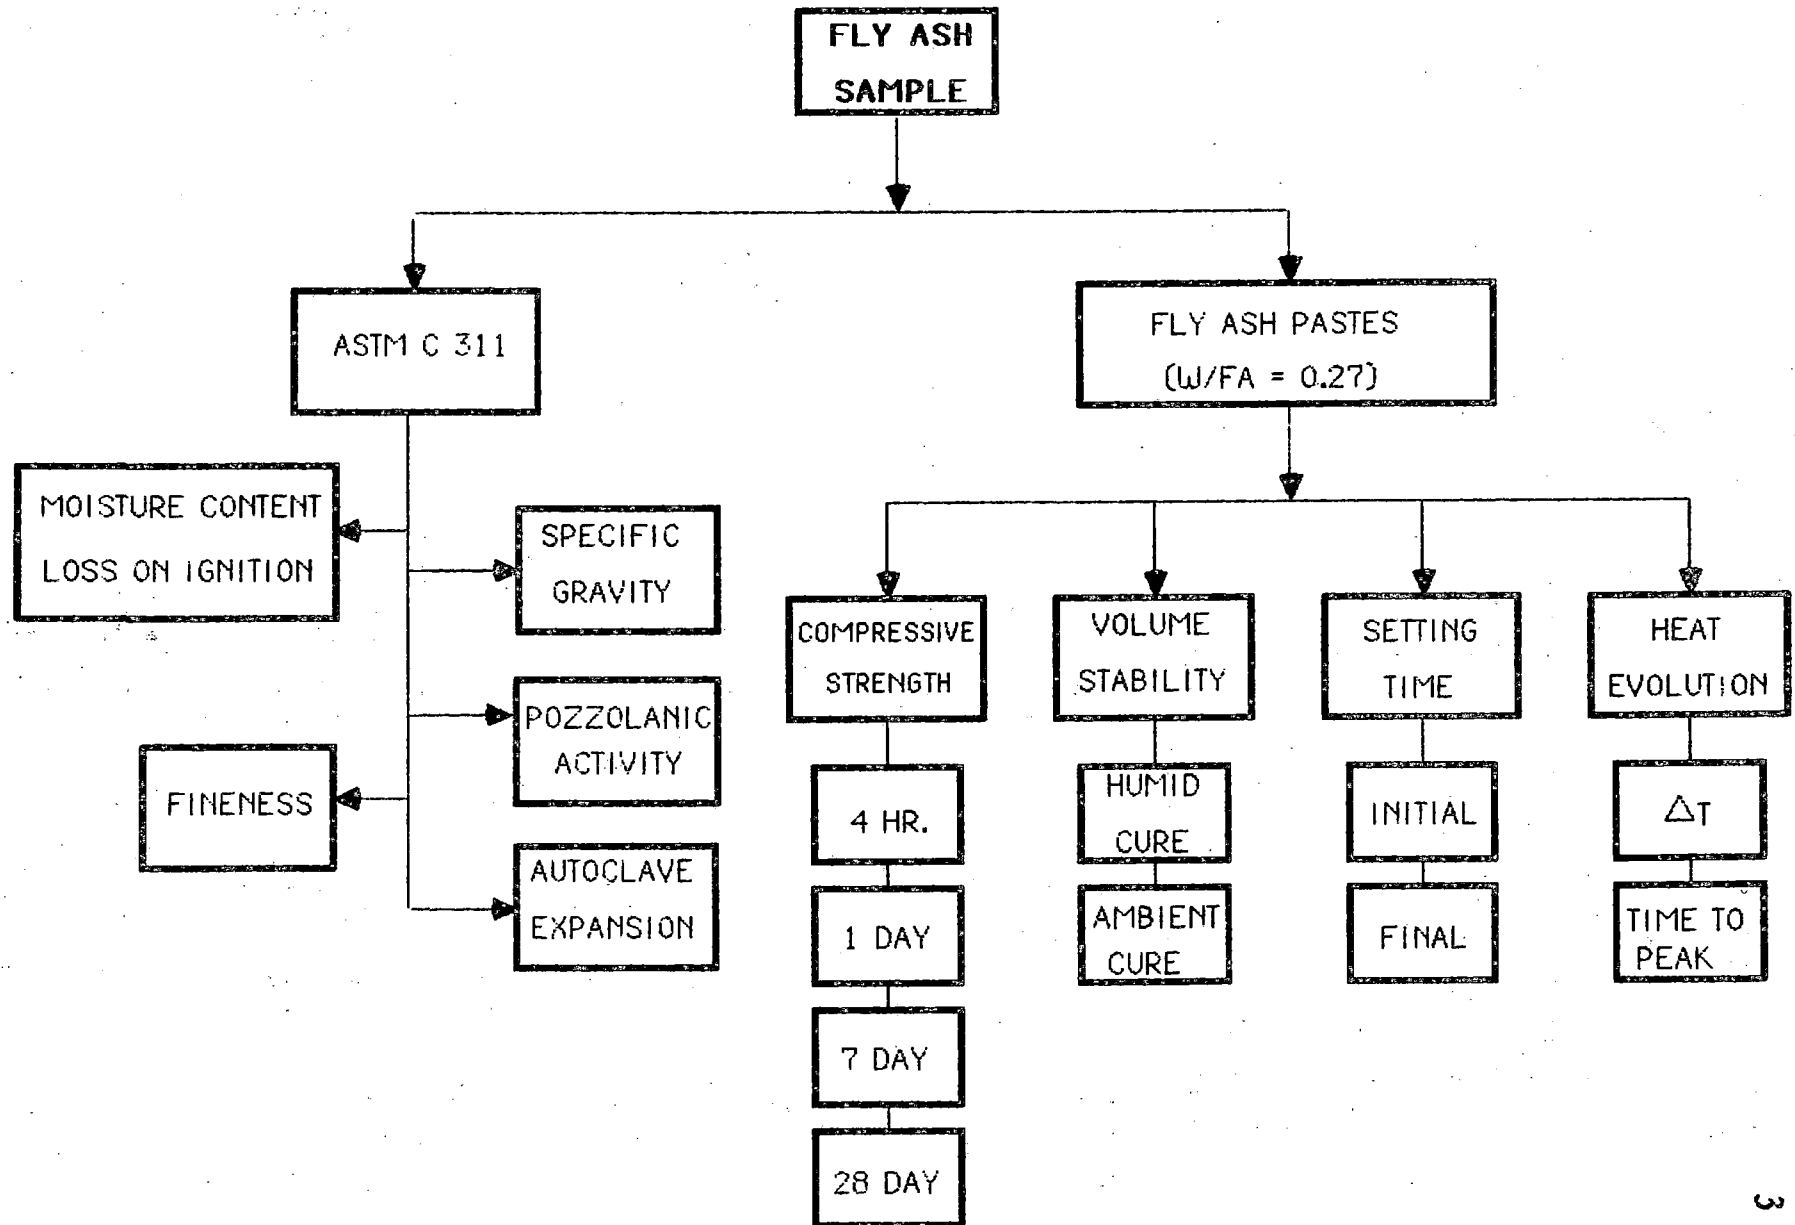 FLY ASH
SAMPLE
ASTM C 311
FLY ASH PASTES
(W/FA = 0.27)
MOISTURE CONTENT
LOSS ON IGNITION
SPECIFIC
GRAVITY
POZZOLANIC
ACTIVITY
FINENESS
AUTOCLAVE
EXPANSION
COMPRESSIVE
STRENGTH
4 HR.
1 DAY
7 DAY
28 DAY
VOLUME
STABILITY
HUMID
CURE
AMBIENT
CURE
SETTING
TIME
INITIAL
FINAL
HEAT
EVOLUTION
△T
TIME TO
PEAK
3